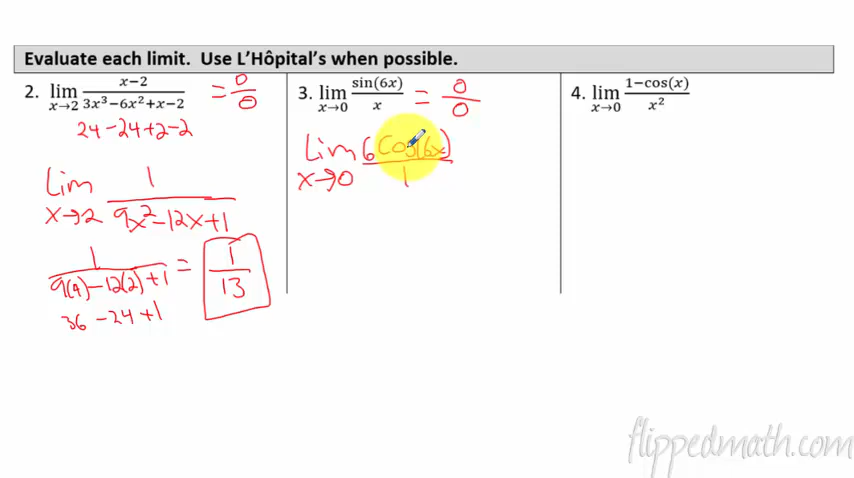 Evaluate each limit. Use L'Hôpital's when possible.
2. lim x→2 x−2 / 3x³−6x²+x−2 = 0/0
24 −24 +2 −2
Lim x→2 1 / 9x² −12x +1
1 / 9(4) −12(2) +1 = 1/13
36 −24 +1
3. lim x→0 sin(6x) / x = 0/0
Lim x→0 6 Cos(6x) / 1
4. lim x→0 1−cos(x) / x²
flippedmath.com